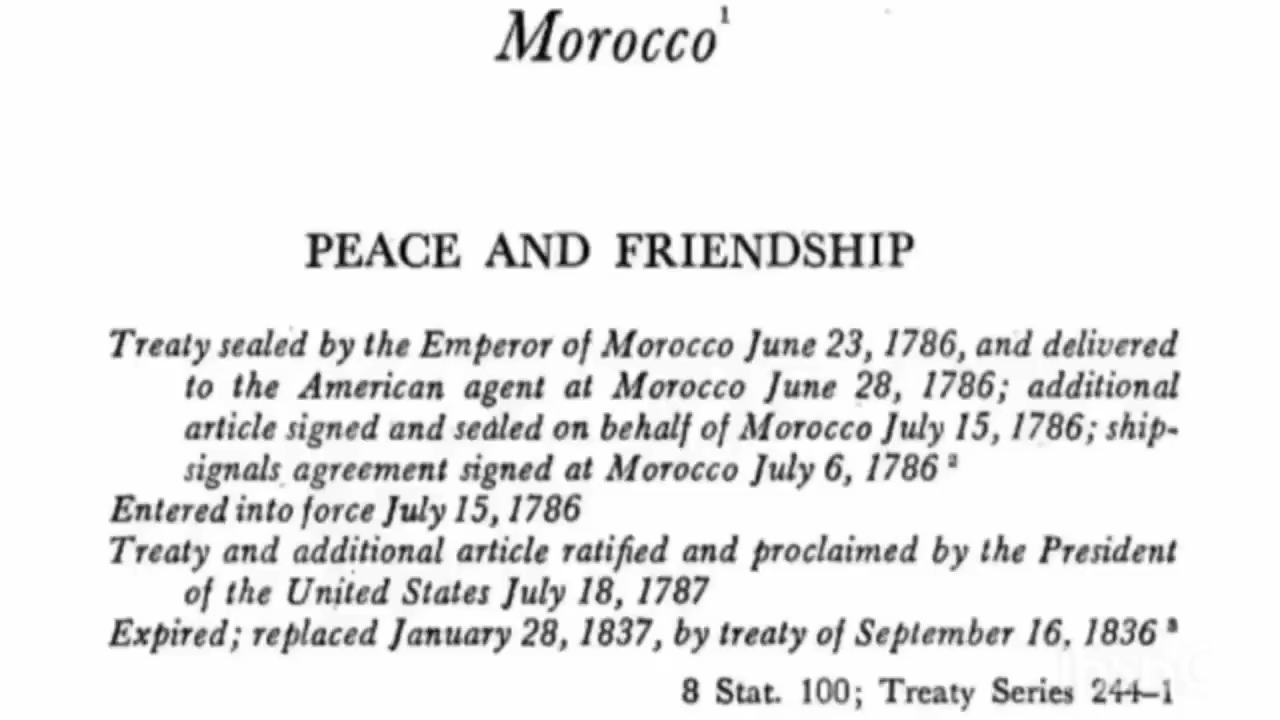 Morocco¹
PEACE AND FRIENDSHIP
Treaty sealed by the Emperor of Morocco June 23, 1786, and delivered
to the American agent at Morocco June 28, 1786; additional
article signed and sealed on behalf of Morocco July 15, 1786; ship-
signals agreement signed at Morocco July 6, 1786 ²
Entered into force July 15, 1786
Treaty and additional article ratified and proclaimed by the President
of the United States July 18, 1787
Expired; replaced January 28, 1837, by treaty of September 16, 1836 ³
8 Stat. 100; Treaty Series 244–1